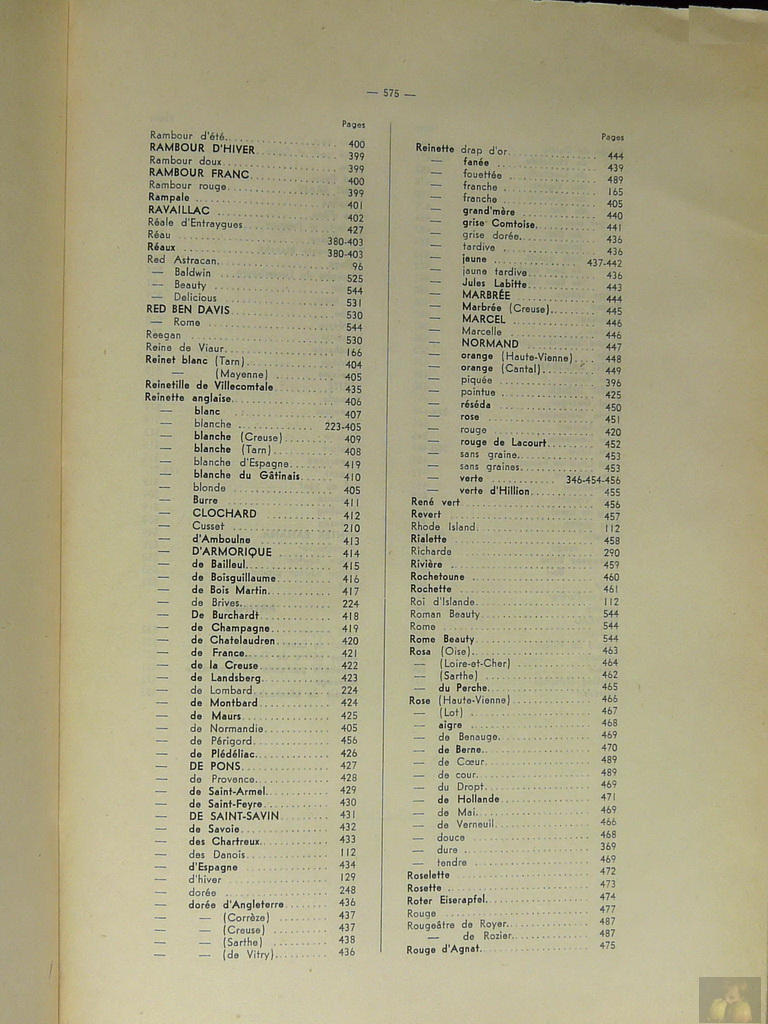 — 575 —
Pages
Rambour d'été. 400
RAMBOUR D'HIVER 399
Rambour doux 399
RAMBOUR FRANC 400
Rambour rouge 399
Rampale 401
RAVAILLAC 402
Réale d'Entraygues 427
Réau 380-403
Réaux 380-403
Red Astracan. 96
— Baldwin 525
— Beauty 544
— Delicious 531
RED BEN DAVIS 530
— Rome 544
Reegan 530
Reine de Viaur 166
Reinet blanc (Tarn) 404
— (Mayenne) 405
Reinetille de Villecomtale 435
Reinette anglaise 406
— blanc 407
— blanche 223-405
— blanche (Creuse) 409
— blanche (Tarn) 408
— blanche d'Espagne 419
— blanche du Gâtinais 410
— blonde 405
— Burre 411
— CLOCHARD 412
— Cusset 210
— d'Amboulne 413
— D'ARMORIQUE 414
— de Bailleul 415
— de Boisguillaume 416
— de Bois Martin 417
— de Brives 224
— De Burchardt 418
— de Champagne 419
— de Chatelaudren 420
— de France 421
— de la Creuse 422
— de Landsberg 423
— de Lombard 224
— de Montbard 424
— de Maurs 425
— de Normandie 405
— de Périgord 456
— de Plédéliac 426
— DE PONS 427
— de Provence 428
— de Saint-Armel 429
— de Saint-Feyre 430
— DE SAINT-SAVIN 431
— de Savoie 432
— des Chartreux 433
— des Danois 112
— d'Espagne 434
— d'hiver 129
— dorée 248
— dorée d'Angleterre 436
— — (Corrèze) 437
— — (Creuse) 437
— — (Sarthe) 438
— — (de Vitry) 436
Pages
Reinette drap d'or 444
— fanée 439
— fouettée 489
— franche 165
— franche 405
— grand'mère 440
— grise Comtoise 441
— grise dorée 436
— tardive 436
— jaune 437-442
— jaune tardive 436
— Jules Labitte 443
— MARBRÉE 444
— Marbrée (Creuse) 445
— MARCEL 446
— Marcelle 446
— NORMAND 447
— orange (Haute-Vienne) 448
— orange (Cantal) 449
— piquée 396
— pointue 425
— réséda 450
— rose 451
— rouge 420
— rouge de Lacourt 452
— sans graine 453
— sans graines 453
— verte 346-454-456
— verte d'Hillion 455
René vert 456
Revert 457
Rhode Island 112
Rialette 458
Richarde 290
Rivière 459
Rochetoune 460
Rochette 461
Roi d'Islande 112
Roman Beauty 544
Rome 544
Rome Beauty 544
Rosa (Oise) 463
— (Loire-et-Cher) 464
— (Sarthe) 462
— du Perche 465
Rose (Haute-Vienne) 466
— (Lot) 467
— aigre 468
— de Benauge 469
— de Berne 470
— de Cœur 489
— de cour 489
— du Dropt 469
— de Hollande 471
— de Mai 469
— de Verneuil 466
— douce 468
— dure 369
— tendre 469
Roselette 472
Rosette 473
Roter Eiserapfel 474
Rouge 477
Rougeâtre de Royer 487
— de Rozier 487
Rouge d'Agnat 475